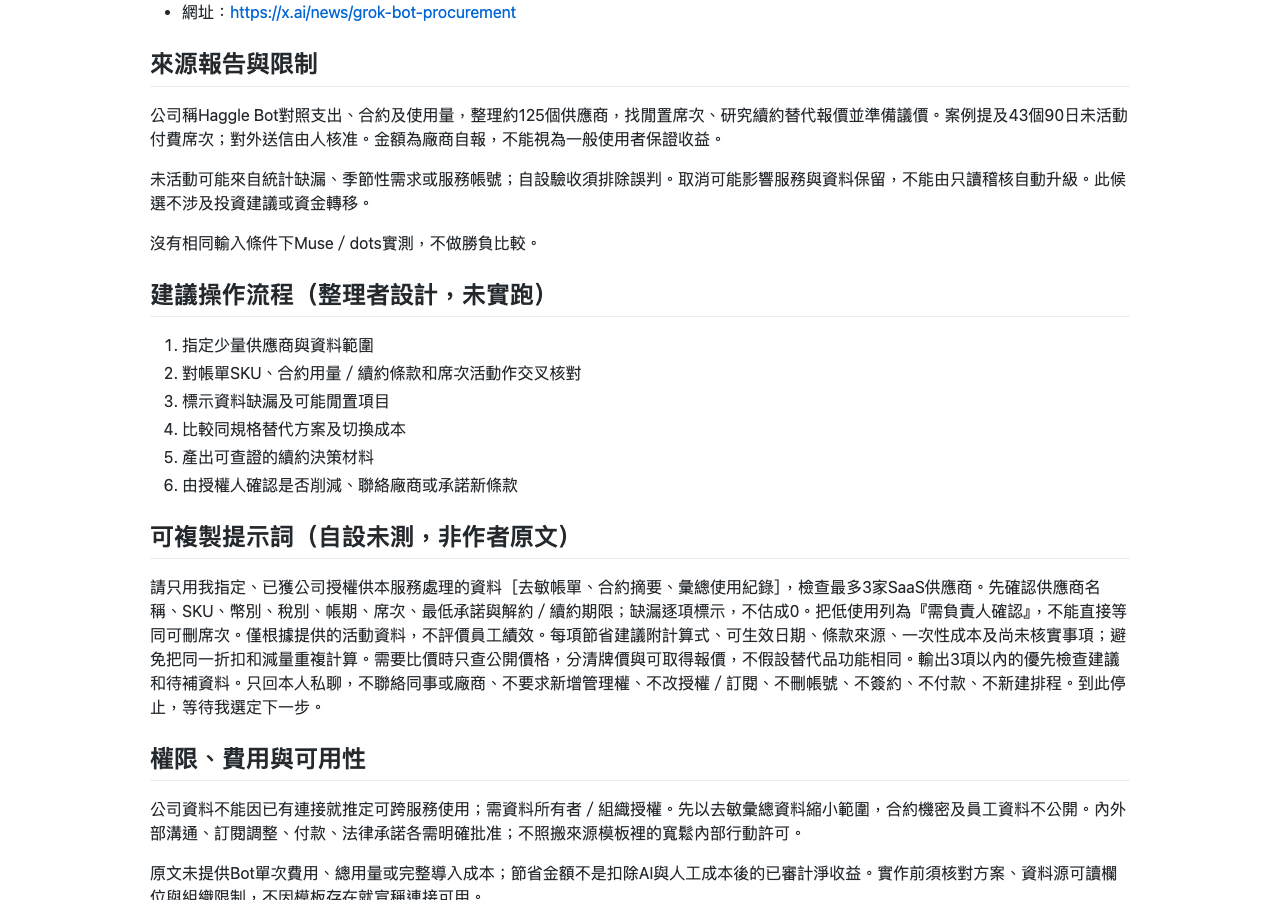 • 網址：https://x.ai/news/grok-bot-procurement
來源報告與限制
公司稱Haggle Bot對照支出、合約及使用量，整理約125個供應商，找閒置席次、研究續約替代報價並準備議價。案例提及43個90日未活動
付費席次；對外送信由人核准。金額為廠商自報，不能視為一般使用者保證收益。
未活動可能來自統計缺漏、季節性需求或服務帳號；自設驗收須排除誤判。取消可能影響服務與資料保留，不能由只讀稽核自動升級。此候
選不涉及投資建議或資金轉移。
沒有相同輸入條件下Muse／dots實測，不做勝負比較。
建議操作流程（整理者設計，未實跑）
1. 指定少量供應商與資料範圍
2. 對帳單SKU、合約用量／續約條款和席次活動作交叉核對
3. 標示資料缺漏及可能閒置項目
4. 比較同規格替代方案及切換成本
5. 產出可查證的續約決策材料
6. 由授權人確認是否削減、聯絡廠商或承諾新條款
可複製提示詞（自設未測，非作者原文）
請只用我指定、已獲公司授權供本服務處理的資料［去敏帳單、合約摘要、彙總使用紀錄］，檢查最多3家SaaS供應商。先確認供應商名
稱、SKU、幣別、稅別、帳期、席次、最低承諾與解約／續約期限；缺漏逐項標示，不估成0。把低使用列為『需負責人確認』，不能直接等
同可刪席次。僅根據提供的活動資料，不評價員工績效。每項節省建議附計算式、可生效日期、條款來源、一次性成本及尚未核實事項；避
免把同一折扣和減量重複計算。需要比價時只查公開價格，分清牌價與可取得報價，不假設替代品功能相同。輸出3項以內的優先檢查建議
和待補資料。只回本人私聊，不聯絡同事或廠商、不要求新增管理權、不改授權／訂閱、不刪帳號、不簽約、不付款、不新建排程。到此停
止，等待我選定下一步。
權限、費用與可用性
公司資料不能因已有連接就推定可跨服務使用；需資料所有者／組織授權。先以去敏彙總資料縮小範圍，合約機密及員工資料不公開。內外
部溝通、訂閱調整、付款、法律承諾各需明確批准；不照搬來源模板裡的寬鬆內部行動許可。
原文未提供Bot單次費用、總用量或完整導入成本；節省金額不是扣除AI與人工成本後的已審計淨收益。實作前須核對方案、資料源可讀欄
位與組織限制，不因模板存在就宣稱連接可用。